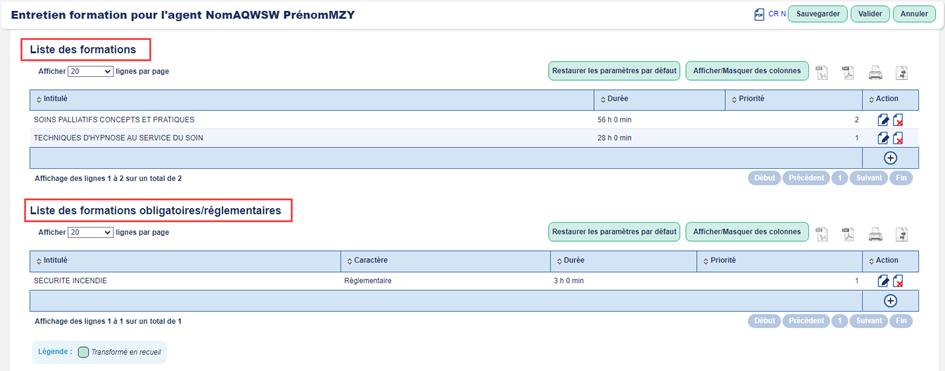 Entretien formation pour l'agent NomAQWSW PrénomMZY CR N Sauvegarder Valider Annuler
Liste des formations
Afficher 20 lignes par page Restaurer les paramètres par défaut Afficher/Masquer des colonnes
Intitulé Durée Priorité Action
SOINS PALLIATIFS CONCEPTS ET PRATIQUES 56 h 0 min 2
TECHNIQUES D'HYPNOSE AU SERVICE DU SOIN 28 h 0 min 1
Affichage des lignes 1 à 2 sur un total de 2 Début Précédent 1 Suivant Fin
Liste des formations obligatoires/réglementaires
Afficher 20 lignes par page Restaurer les paramètres par défaut Afficher/Masquer des colonnes
Intitulé Caractère Durée Priorité Action
SECURITE INCENDIE Règlementaire 3 h 0 min 1
Affichage des lignes 1 à 1 sur un total de 1 Début Précédent 1 Suivant Fin
Légende : Transformé en recueil